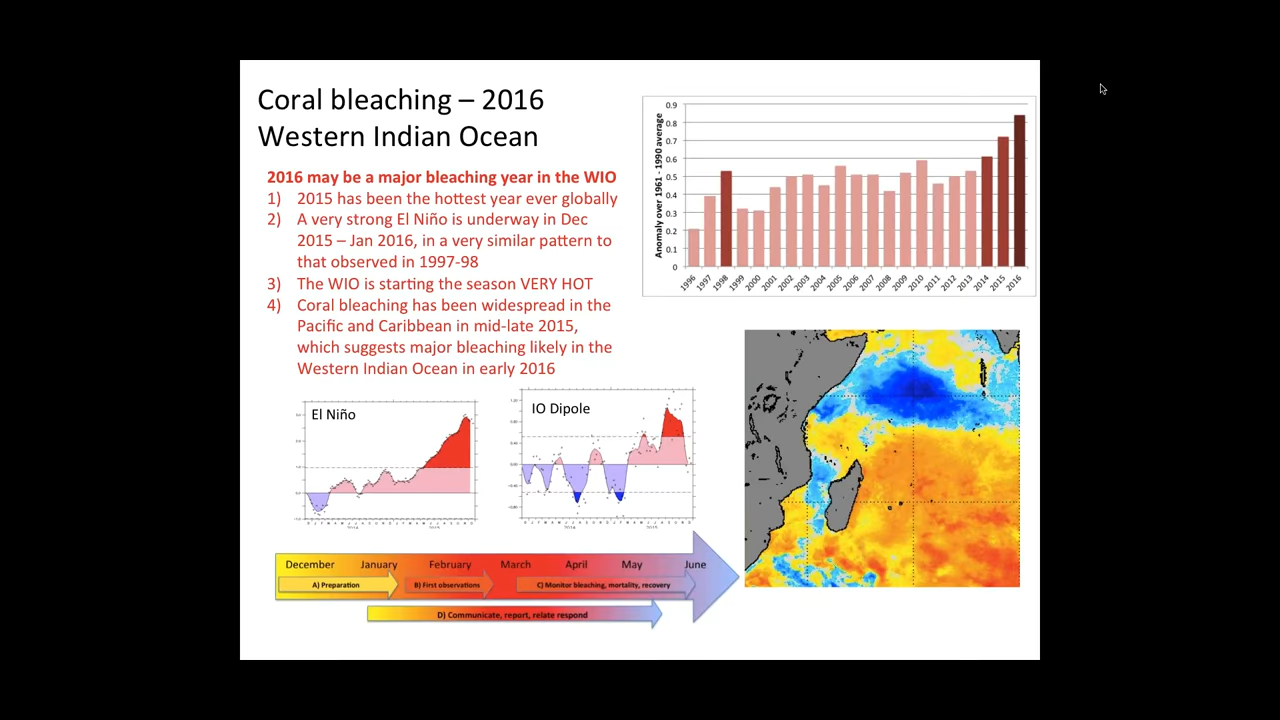 Coral bleaching – 2016
Western Indian Ocean
2016 may be a major bleaching year in the WIO
1) 2015 has been the hottest year ever globally
2) A very strong El Niño is underway in Dec
2015 – Jan 2016, in a very similar pattern to
that observed in 1997-98
3) The WIO is starting the season VERY HOT
4) Coral bleaching has been widespread in the
Pacific and Caribbean in mid-late 2015,
which suggests major bleaching likely in the
Western Indian Ocean in early 2016
Anomaly over 1961 - 1990 average
0.9
0.8
0.7
0.6
0.5
0.4
0.3
0.2
0.1
0
1996 1997 1998 1999 2000 2001 2002 2003 2004 2005 2006 2007 2008 2009 2010 2011 2012 2013 2014 2015 2016
El Niño
IO Dipole
December January February March April May June
A) Preparation B) First observations C) Monitor bleaching, mortality, recovery
D) Communicate, report, relate respond